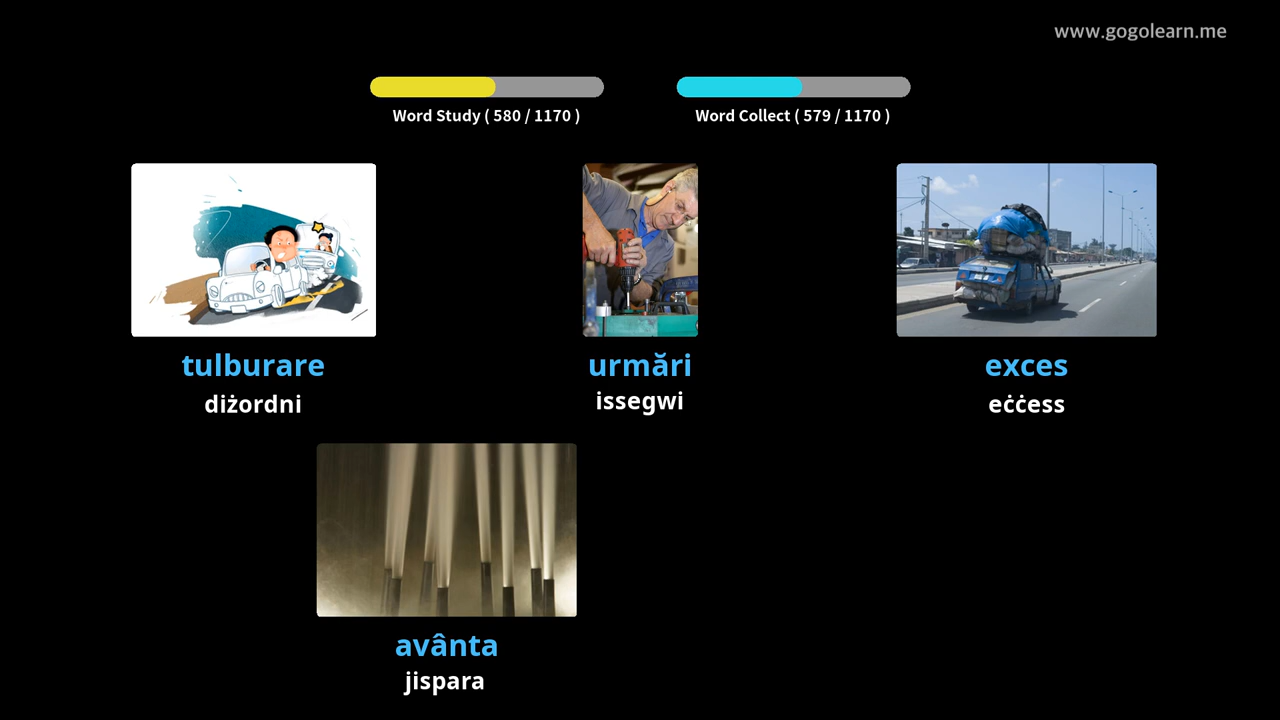 www.gogolearn.me
Word Study ( 580 / 1170 )
Word Collect ( 579 / 1170 )
tulburare
diżordni
urmări
issegwi
exces
eċċess
avânta
jispara